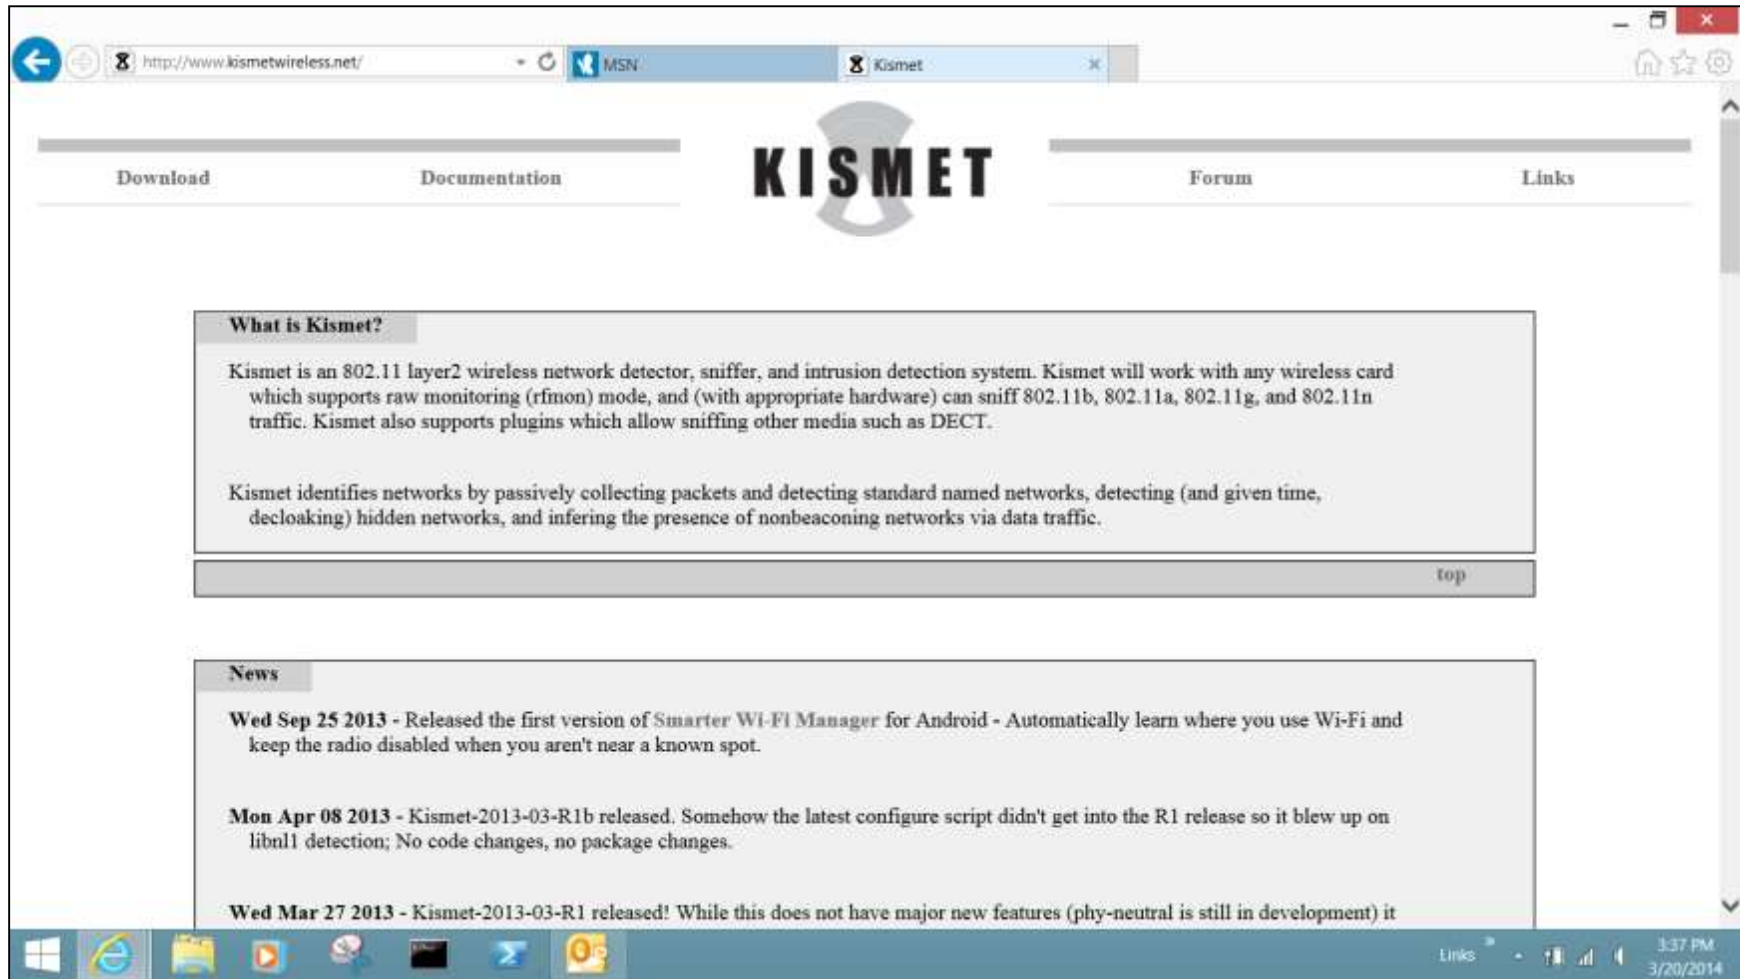 http://www.kismetwireless.net/
MSN
Kismet
Download
Documentation
KISMET
Forum
Links
What is Kismet?
Kismet is an 802.11 layer2 wireless network detector, sniffer, and intrusion detection system. Kismet will work with any wireless card
which supports raw monitoring (rfmon) mode, and (with appropriate hardware) can sniff 802.11b, 802.11a, 802.11g, and 802.11n
traffic. Kismet also supports plugins which allow sniffing other media such as DECT.
Kismet identifies networks by passively collecting packets and detecting standard named networks, detecting (and given time,
decloaking) hidden networks, and infering the presence of nonbeaconing networks via data traffic.
top
News
Wed Sep 25 2013 - Released the first version of Smarter Wi-Fi Manager for Android - Automatically learn where you use Wi-Fi and
keep the radio disabled when you aren't near a known spot.
Mon Apr 08 2013 - Kismet-2013-03-R1b released. Somehow the latest configure script didn't get into the R1 release so it blew up on
libnl1 detection; No code changes, no package changes.
Wed Mar 27 2013 - Kismet-2013-03-R1 released! While this does not have major new features (phy-neutral is still in development) it
Links
3:37 PM
3/20/2014